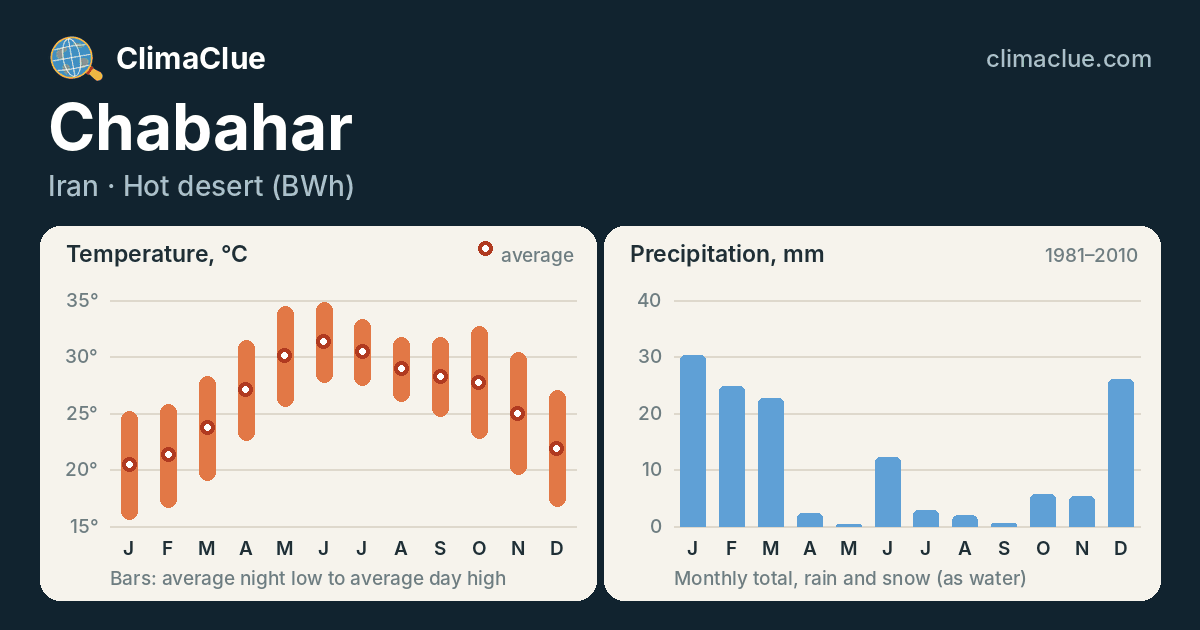 ClimaClue
climaclue.com
Chabahar
Iran · Hot desert (BWh)
Temperature, °C
average
35°
30°
25°
20°
15°
J F M A M J J A S O N D
Bars: average night low to average day high
Precipitation, mm
1981–2010
40
30
20
10
0
J F M A M J J A S O N D
Monthly total, rain and snow (as water)